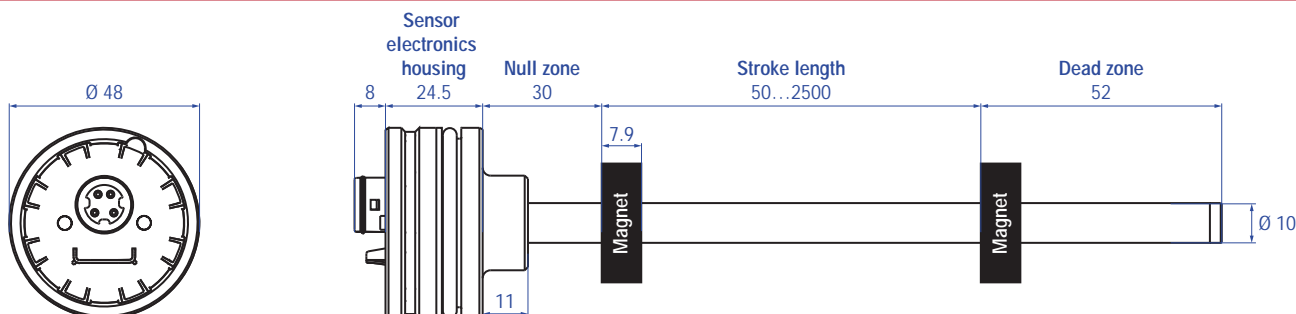 Sensor
electronics
housing
Null zone
Stroke length
Dead zone
Ø 48
8
24.5
30
50…2500
52
7.9
Magnet
Magnet
Ø 10
11